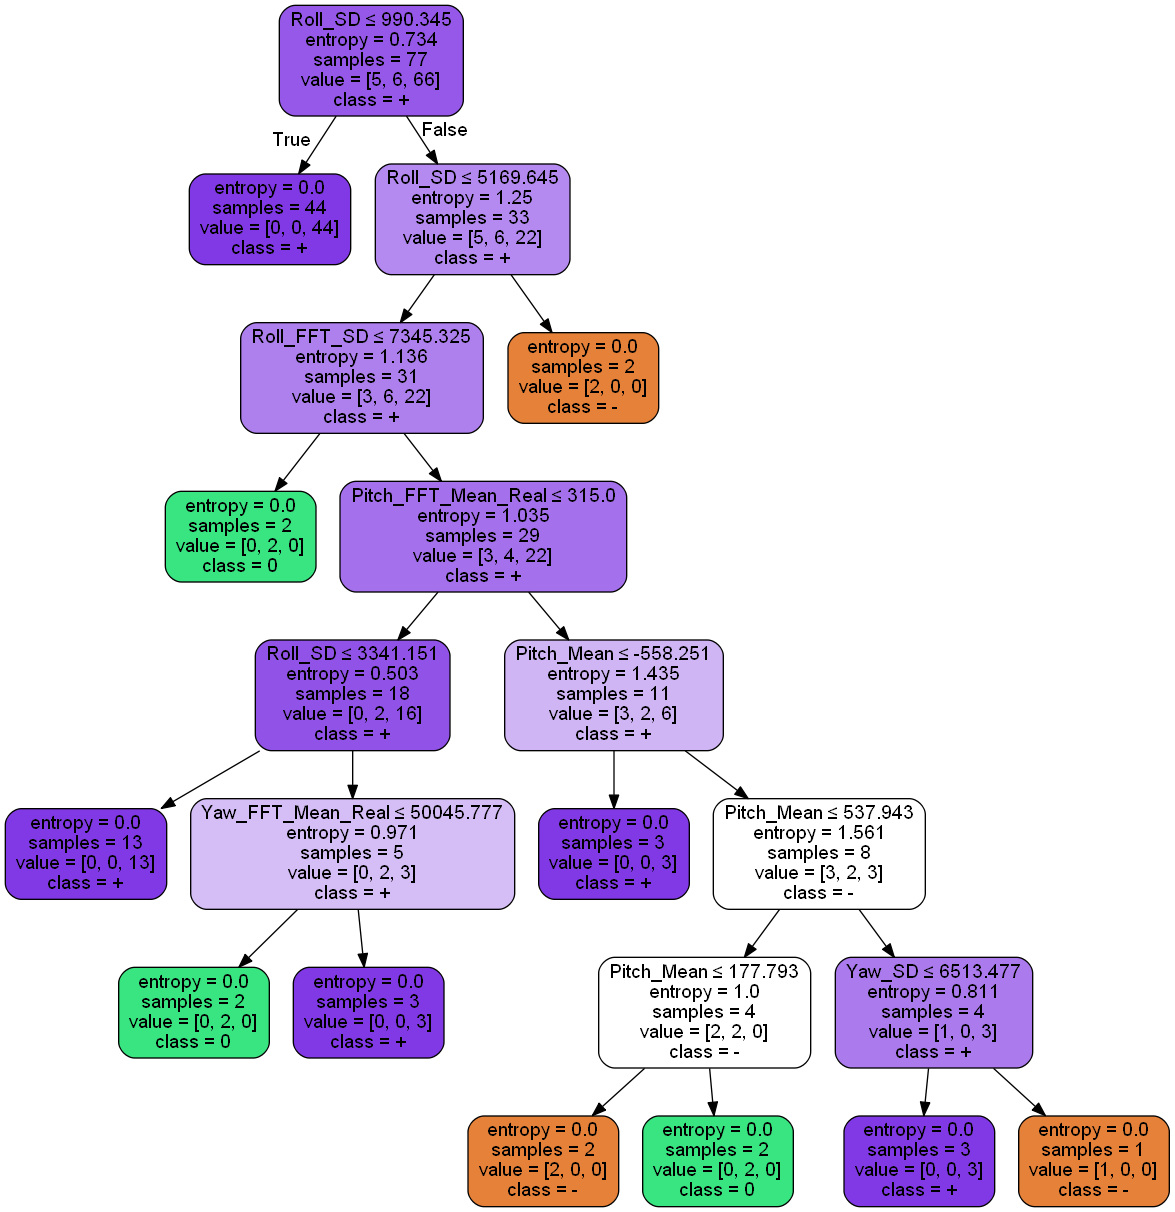 Roll_SD ≤ 990.345
entropy = 0.734
samples = 77
value = [5, 6, 66]
class = +
True
False
entropy = 0.0
samples = 44
value = [0, 0, 44]
class = +
Roll_SD ≤ 5169.645
entropy = 1.25
samples = 33
value = [5, 6, 22]
class = +
Roll_FFT_SD ≤ 7345.325
entropy = 1.136
samples = 31
value = [3, 6, 22]
class = +
entropy = 0.0
samples = 2
value = [2, 0, 0]
class = -
entropy = 0.0
samples = 2
value = [0, 2, 0]
class = 0
Pitch_FFT_Mean_Real ≤ 315.0
entropy = 1.035
samples = 29
value = [3, 4, 22]
class = +
Roll_SD ≤ 3341.151
entropy = 0.503
samples = 18
value = [0, 2, 16]
class = +
Pitch_Mean ≤ -558.251
entropy = 1.435
samples = 11
value = [3, 2, 6]
class = +
entropy = 0.0
samples = 13
value = [0, 0, 13]
class = +
Yaw_FFT_Mean_Real ≤ 50045.777
entropy = 0.971
samples = 5
value = [0, 2, 3]
class = +
entropy = 0.0
samples = 3
value = [0, 0, 3]
class = +
Pitch_Mean ≤ 537.943
entropy = 1.561
samples = 8
value = [3, 2, 3]
class = -
entropy = 0.0
samples = 2
value = [0, 2, 0]
class = 0
entropy = 0.0
samples = 3
value = [0, 0, 3]
class = +
Pitch_Mean ≤ 177.793
entropy = 1.0
samples = 4
value = [2, 2, 0]
class = -
Yaw_SD ≤ 6513.477
entropy = 0.811
samples = 4
value = [1, 0, 3]
class = +
entropy = 0.0
samples = 2
value = [2, 0, 0]
class = -
entropy = 0.0
samples = 2
value = [0, 2, 0]
class = 0
entropy = 0.0
samples = 3
value = [0, 0, 3]
class = +
entropy = 0.0
samples = 1
value = [1, 0, 0]
class = -